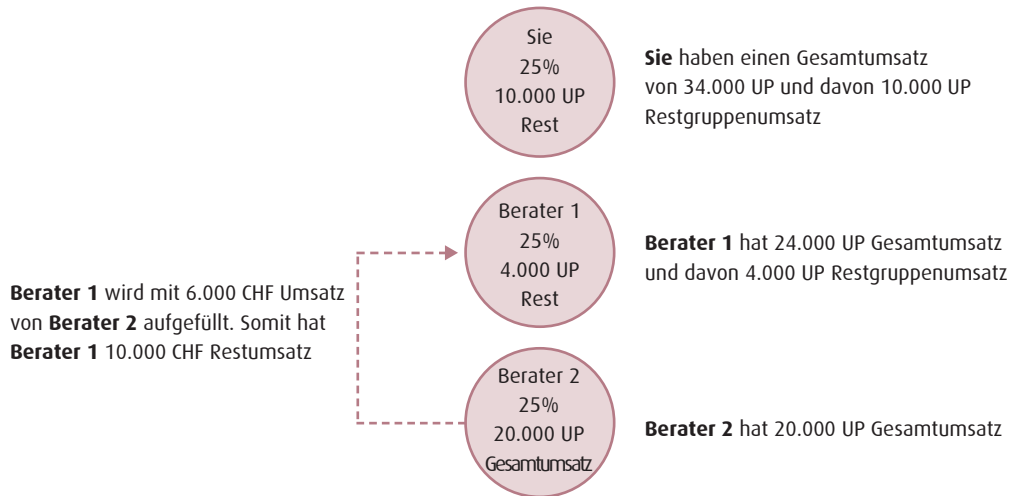 Sie
25%
10.000 UP
Rest
Sie haben einen Gesamtumsatz
von 34.000 UP und davon 10.000 UP
Restgruppenumsatz
Berater 1
25%
4.000 UP
Rest
Berater 1 hat 24.000 UP Gesamtumsatz
und davon 4.000 UP Restgruppenumsatz
Berater 1 wird mit 6.000 CHF Umsatz
von Berater 2 aufgefüllt. Somit hat
Berater 1 10.000 CHF Restumsatz
Berater 2
25%
20.000 UP
Gesamtumsatz
Berater 2 hat 20.000 UP Gesamtumsatz